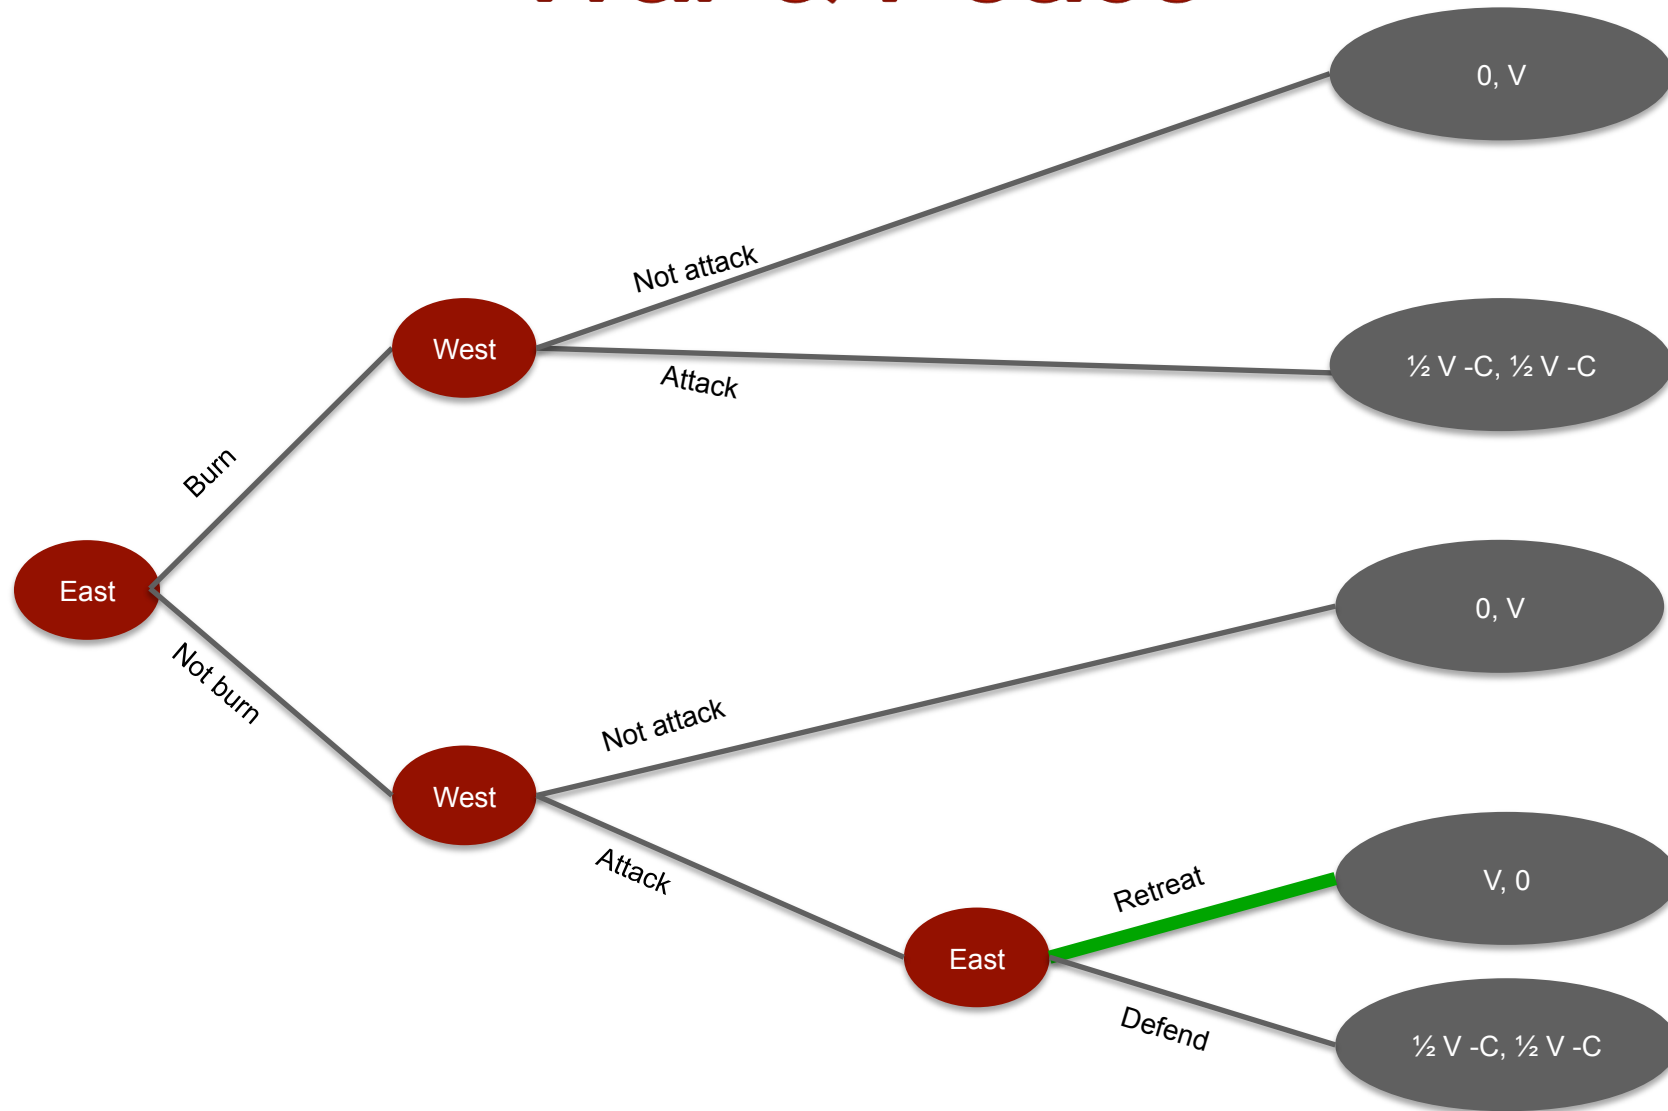 0, V
Not attack
West
Attack
½ V -C, ½ V -C
Burn
East
Not burn
0, V
Not attack
West
Attack
Retreat
V, 0
East
Defend
½ V -C, ½ V -C